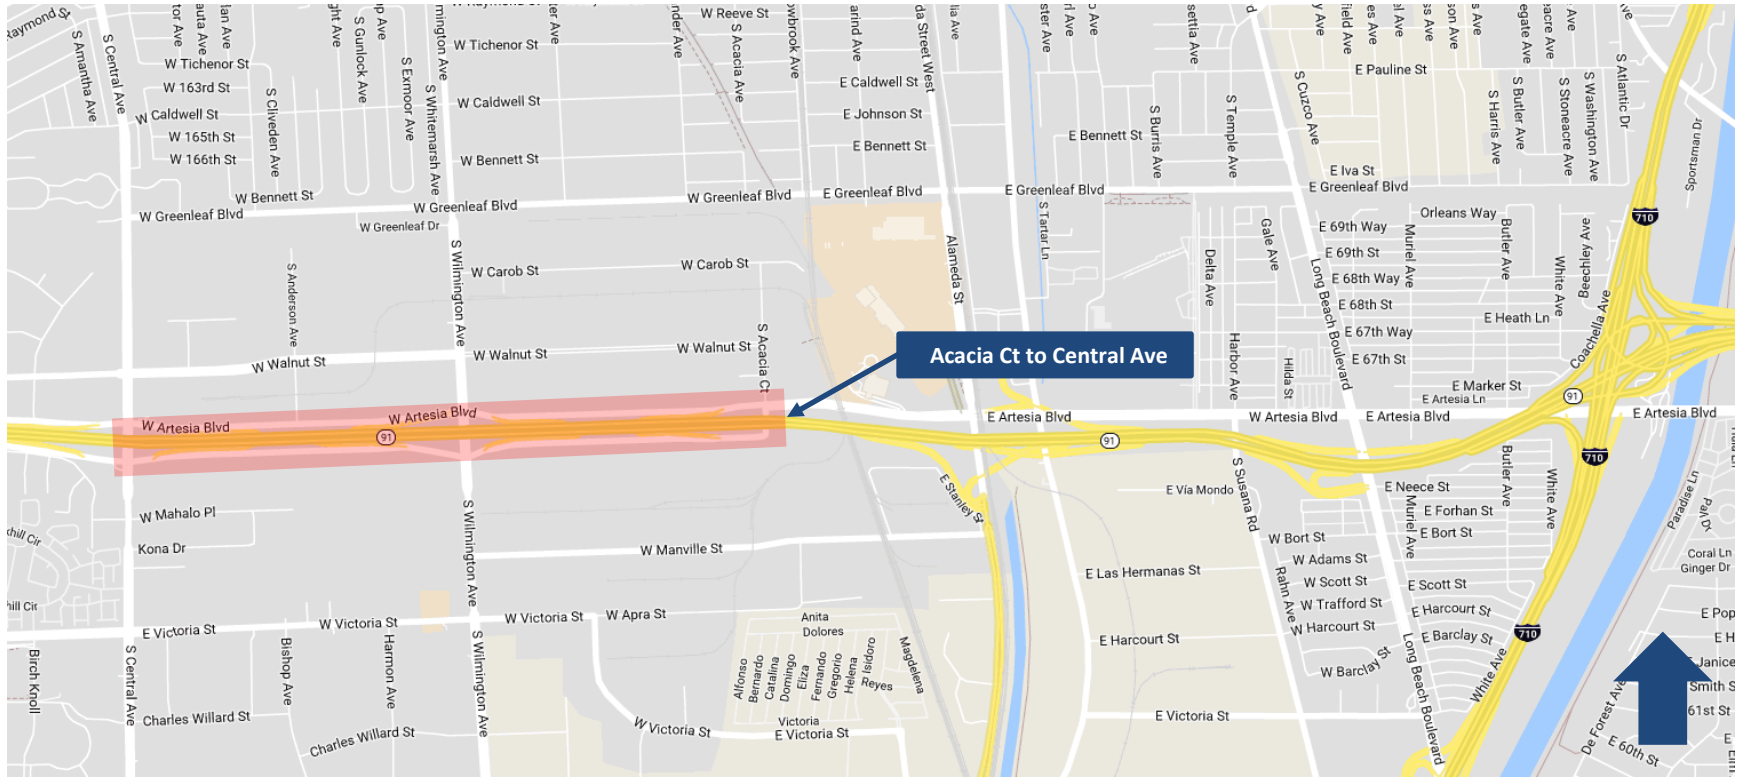 Raymond St
S Amantha Ave
S Central Ave
W Tichenor St
W 163rd St
W Caldwell St
W 165th St
W 166th St
S Cliveden Ave
S Gunlock Ave
S Exmoor Ave
S Whitemarsh Ave
W Bennett St
W Greenleaf Blvd
W Tichenor St
W Caldwell St
W Bennett St
W Greenleaf Blvd
W Greenleaf Dr
W Reeve St
S Acacia Ave
W Greenleaf Blvd
E Caldwell St
E Johnson St
E Bennett St
E Greenleaf Blvd
E Greenleaf Blvd
E Bennett St
S Burris Ave
S Temple Ave
S Cuzco Ave
E Pauline St
E Iva St
E Greenleaf Blvd
S Harris Ave
S Butler Ave
S Stoneacre Ave
S Washington Ave
S Atlantic Dr
Sportsman Dr
710
S Anderson Ave
S Wilmington Ave
W Carob St
W Carob St
W Walnut St
W Walnut St
W Walnut St
S Acacia Ct
Alameda St
S Tartar Ln
Delta Ave
Gale Ave
Harbor Ave
Hilda St
Long Beach Boulevard
E 69th Way
E 69th St
E 68th Way
E 68th St
E 67th Way
E 67th St
Muriel Ave
Orleans Way
Butler Ave
White Ave
Beechley Ave
E Heath Ln
Coachella Ave
E Marker St
E Artesia Ln
Acacia Ct to Central Ave
W Artesia Blvd
W Artesia Blvd
91
E Artesia Blvd
91
W Artesia Blvd
E Artesia Blvd
91
E Artesia Blvd
710
W Mahalo Pl
Kona Dr
S Wilmington Ave
W Manville St
E Stanley St
E Vía Mondo
S Susana Rd
E Las Hermanas St
E Harcourt St
E Victoria St
W Bort St
W Adams St
W Scott St
W Trafford St
W Harcourt St
W Barclay St
Rahn Ave
E Neece St
Muriel Ave
E Forhan St
E Bort St
E Scott St
E Harcourt St
E Barclay St
Butler Ave
White Ave
White Ave
Long Beach Boulevard
710
Paradise Ln
Coral Ln
Ginger Dr
61st St
De Forest Ave
E 60th St
E Victoria St
W Victoria St
W Victoria St
W Apra St
Birch Knoll
S Central Ave
Bishop Ave
Harmon Ave
S Wilmington Ave
Charles Willard St
Charles Willard St
W Victoria St
Anita
Dolores
Alfonso
Bernardo
Catalina
Domingo
Eliza
Fernando
Gregorio
Helena
Isidoro
Reyes
Magdelena
Victoria
E Victoria St